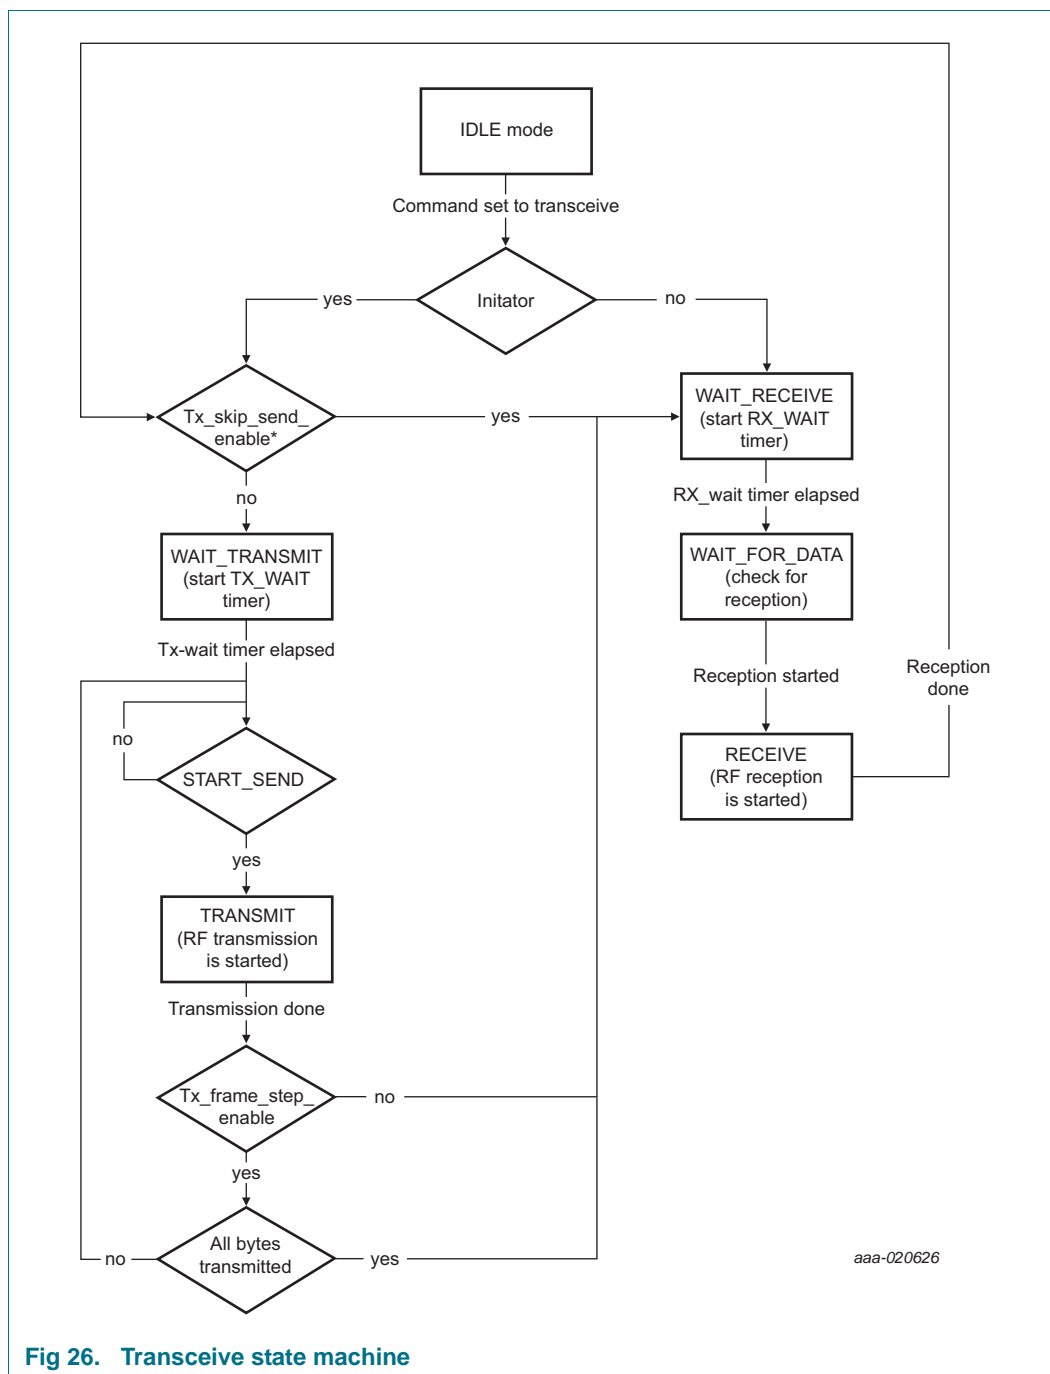 IDLE mode
Command set to transceive
Initator
yes
no
Tx_skip_send_
enable*
yes
no
WAIT_RECEIVE
(start RX_WAIT
timer)
RX_wait timer elapsed
WAIT_TRANSMIT
(start TX_WAIT
timer)
WAIT_FOR_DATA
(check for
reception)
Tx-wait timer elapsed
Reception started
Reception
done
no
START_SEND
RECEIVE
(RF reception
is started)
yes
TRANSMIT
(RF transmission
is started)
Transmission done
Tx_frame_step_
enable
no
yes
All bytes
transmitted
no
yes
aaa-020626
Fig 26. Transceive state machine